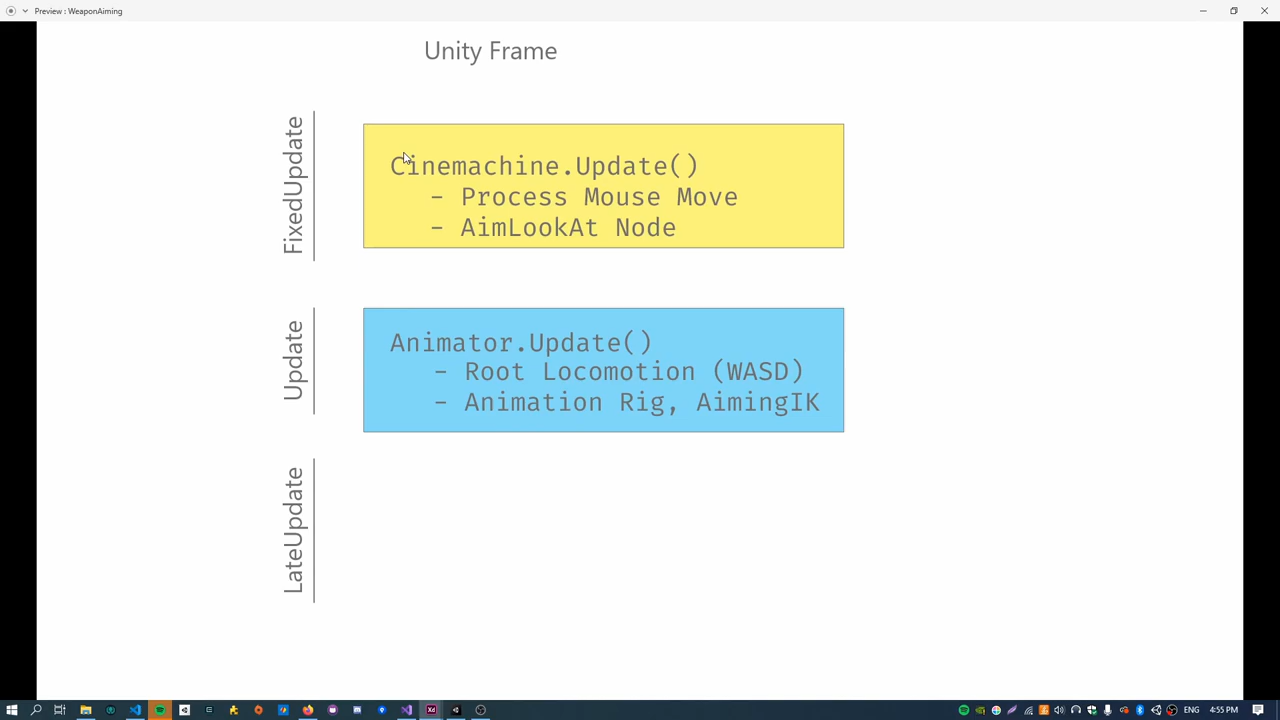 Preview : WeaponAiming
Unity Frame
FixedUpdate
Cinemachine.Update()
- Process Mouse Move
- AimLookAt Node
Update
Animator.Update()
- Root Locomotion (WASD)
- Animation Rig, AimingIK
LateUpdate
Xd
ENG
4:55 PM